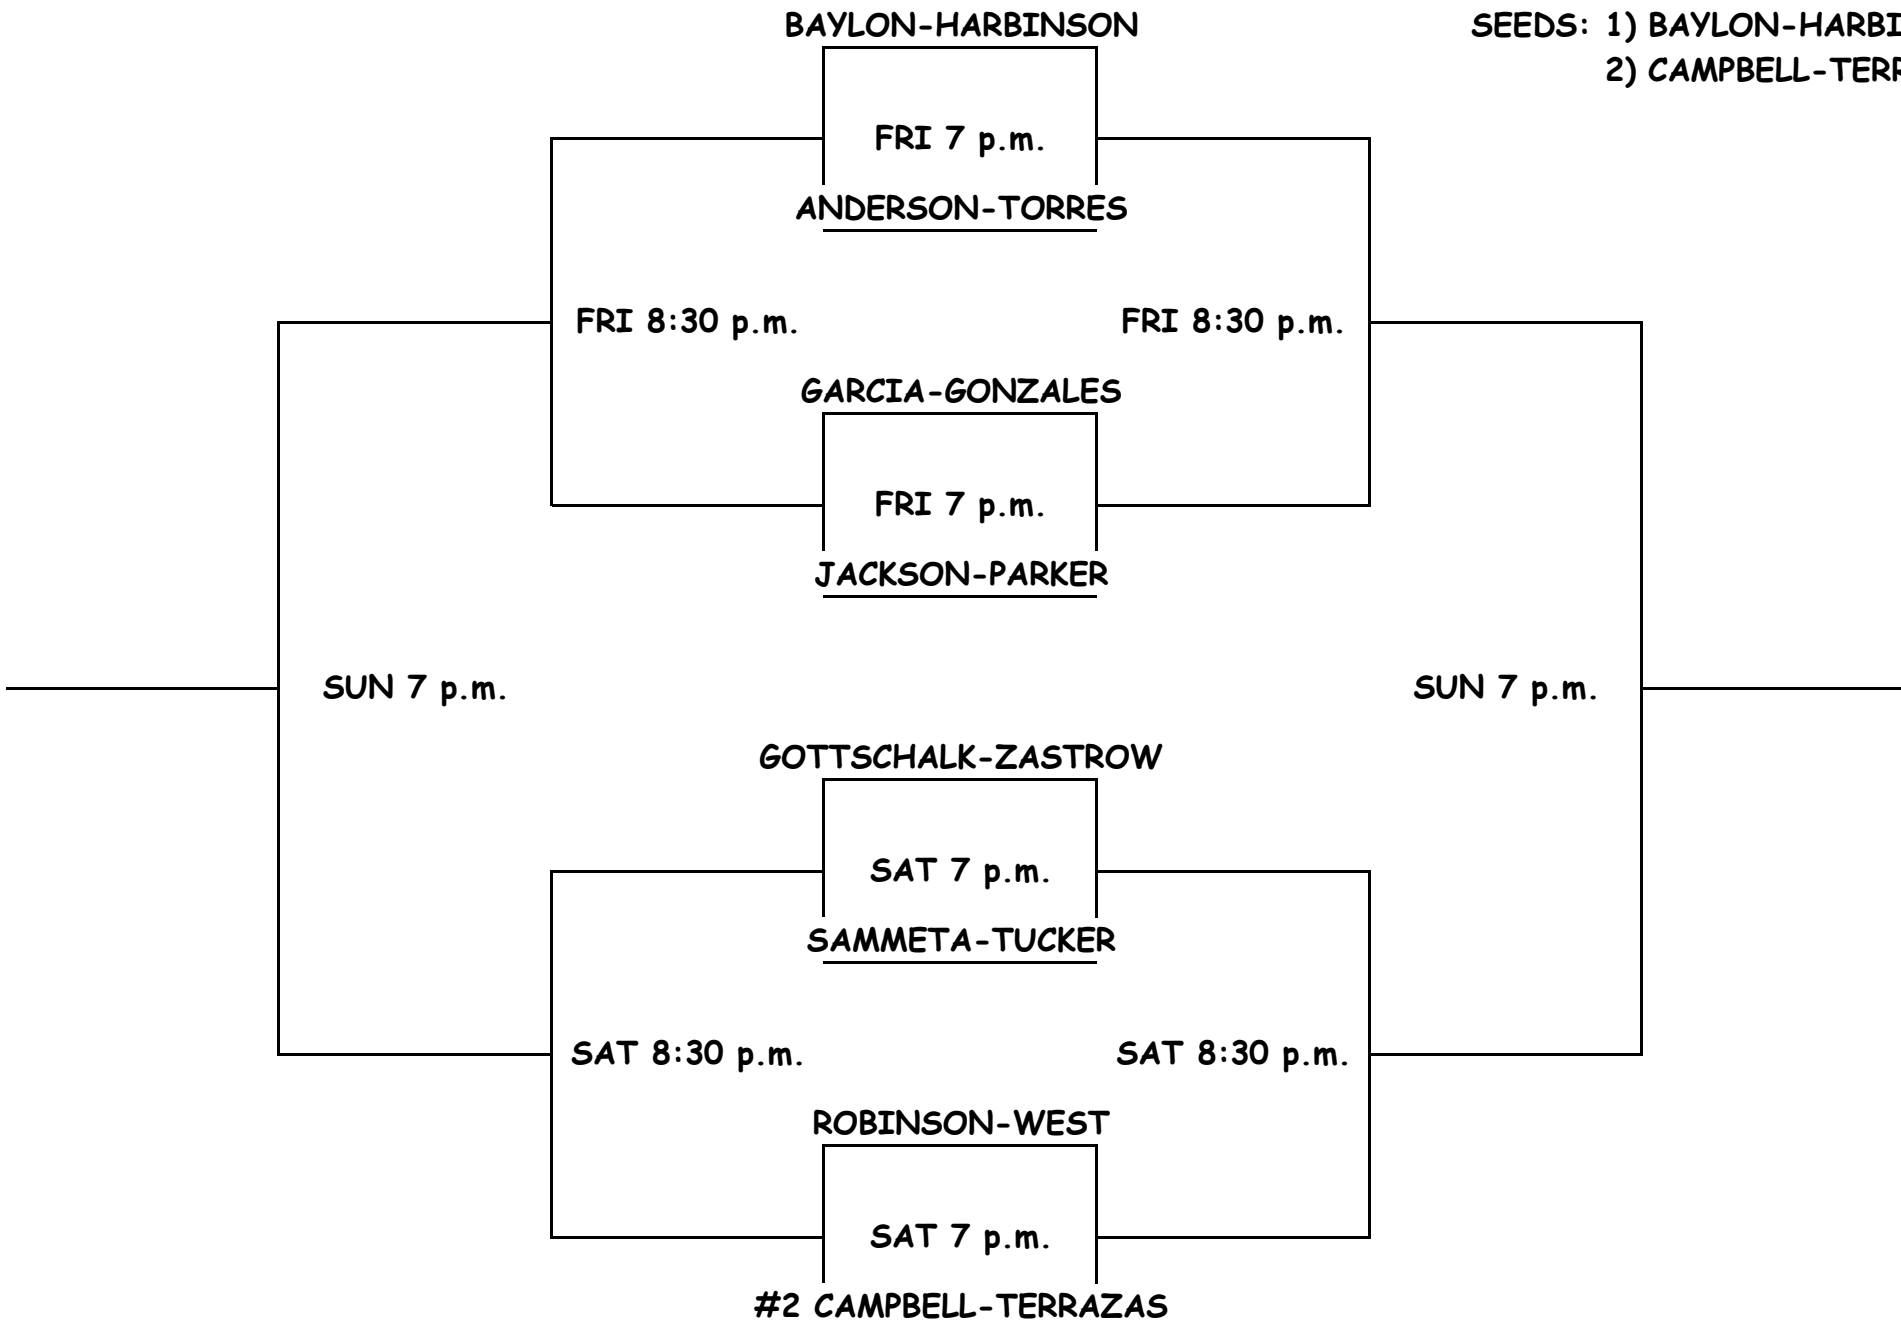 BAYLON-HARBINSON
SEEDS: 1) BAYLON-HARBI
2) CAMPBELL-TERR
FRI 7 p.m.
ANDERSON-TORRES
FRI 8:30 p.m.
FRI 8:30 p.m.
GARCIA-GONZALES
FRI 7 p.m.
JACKSON-PARKER
SUN 7 p.m.
SUN 7 p.m.
GOTTSCHALK-ZASTROW
SAT 7 p.m.
SAMMETA-TUCKER
SAT 8:30 p.m.
SAT 8:30 p.m.
ROBINSON-WEST
SAT 7 p.m.
#2 CAMPBELL-TERRAZAS